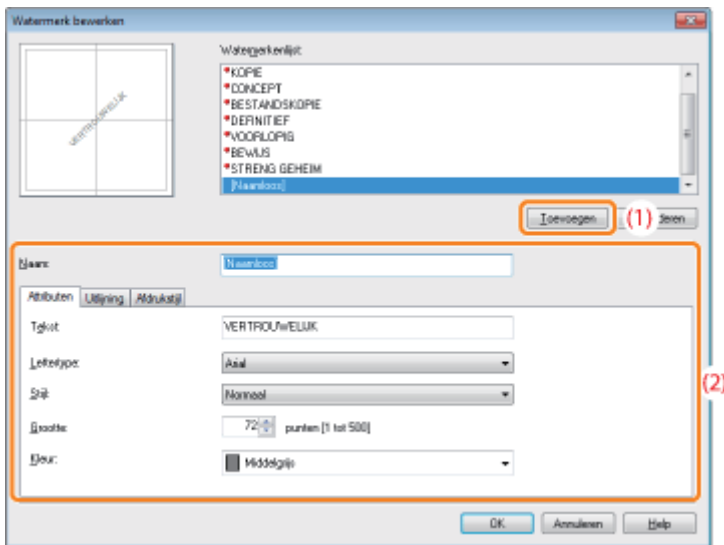 Watermerk bewerken
VERTROUWELIJK
Watermerkenlijst:
*KOPIE
*CONCEPT
*BESTANDSKOPIE
*DEFINITIEF
*VOORLOPIG
*BEWIJS
*STRENG GEHEIM
[Naamloos]
Toevoegen (1) deren
Naam: [Naamloos]
Attributen Uitlijning Afdrukstijl
Tekst: VERTROUWELIJK
Lettertype: Arial
Stijl: Normaal
(2)
Grootte: 72 punten [1 tot 500]
Kleur: Middelgrijs
OK Annuleren Help